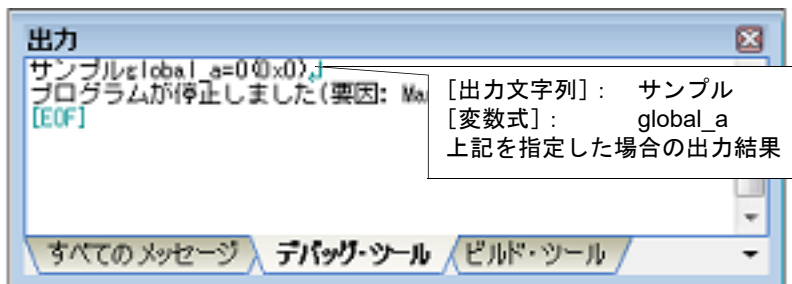 出力
サンプルglobal_a=0(0x0)↓
プログラムが停止しました(要因: Ma
[EOF]
[出力文字列]： サンプル
[変数式]： global_a
上記を指定した場合の出力結果
すべてのメッセージ デバッグ・ツール ビルド・ツール